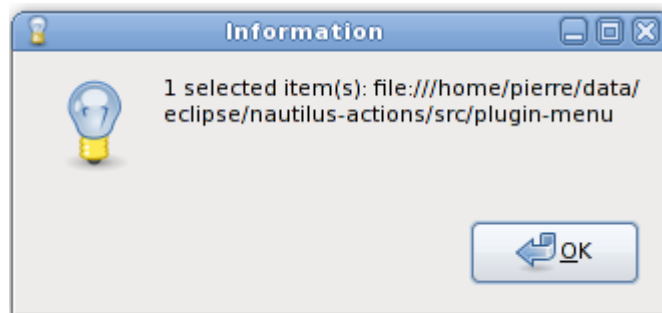 Information
1 selected item(s): file:///home/pierre/data/
eclipse/nautilus-actions/src/plugin-menu
OK